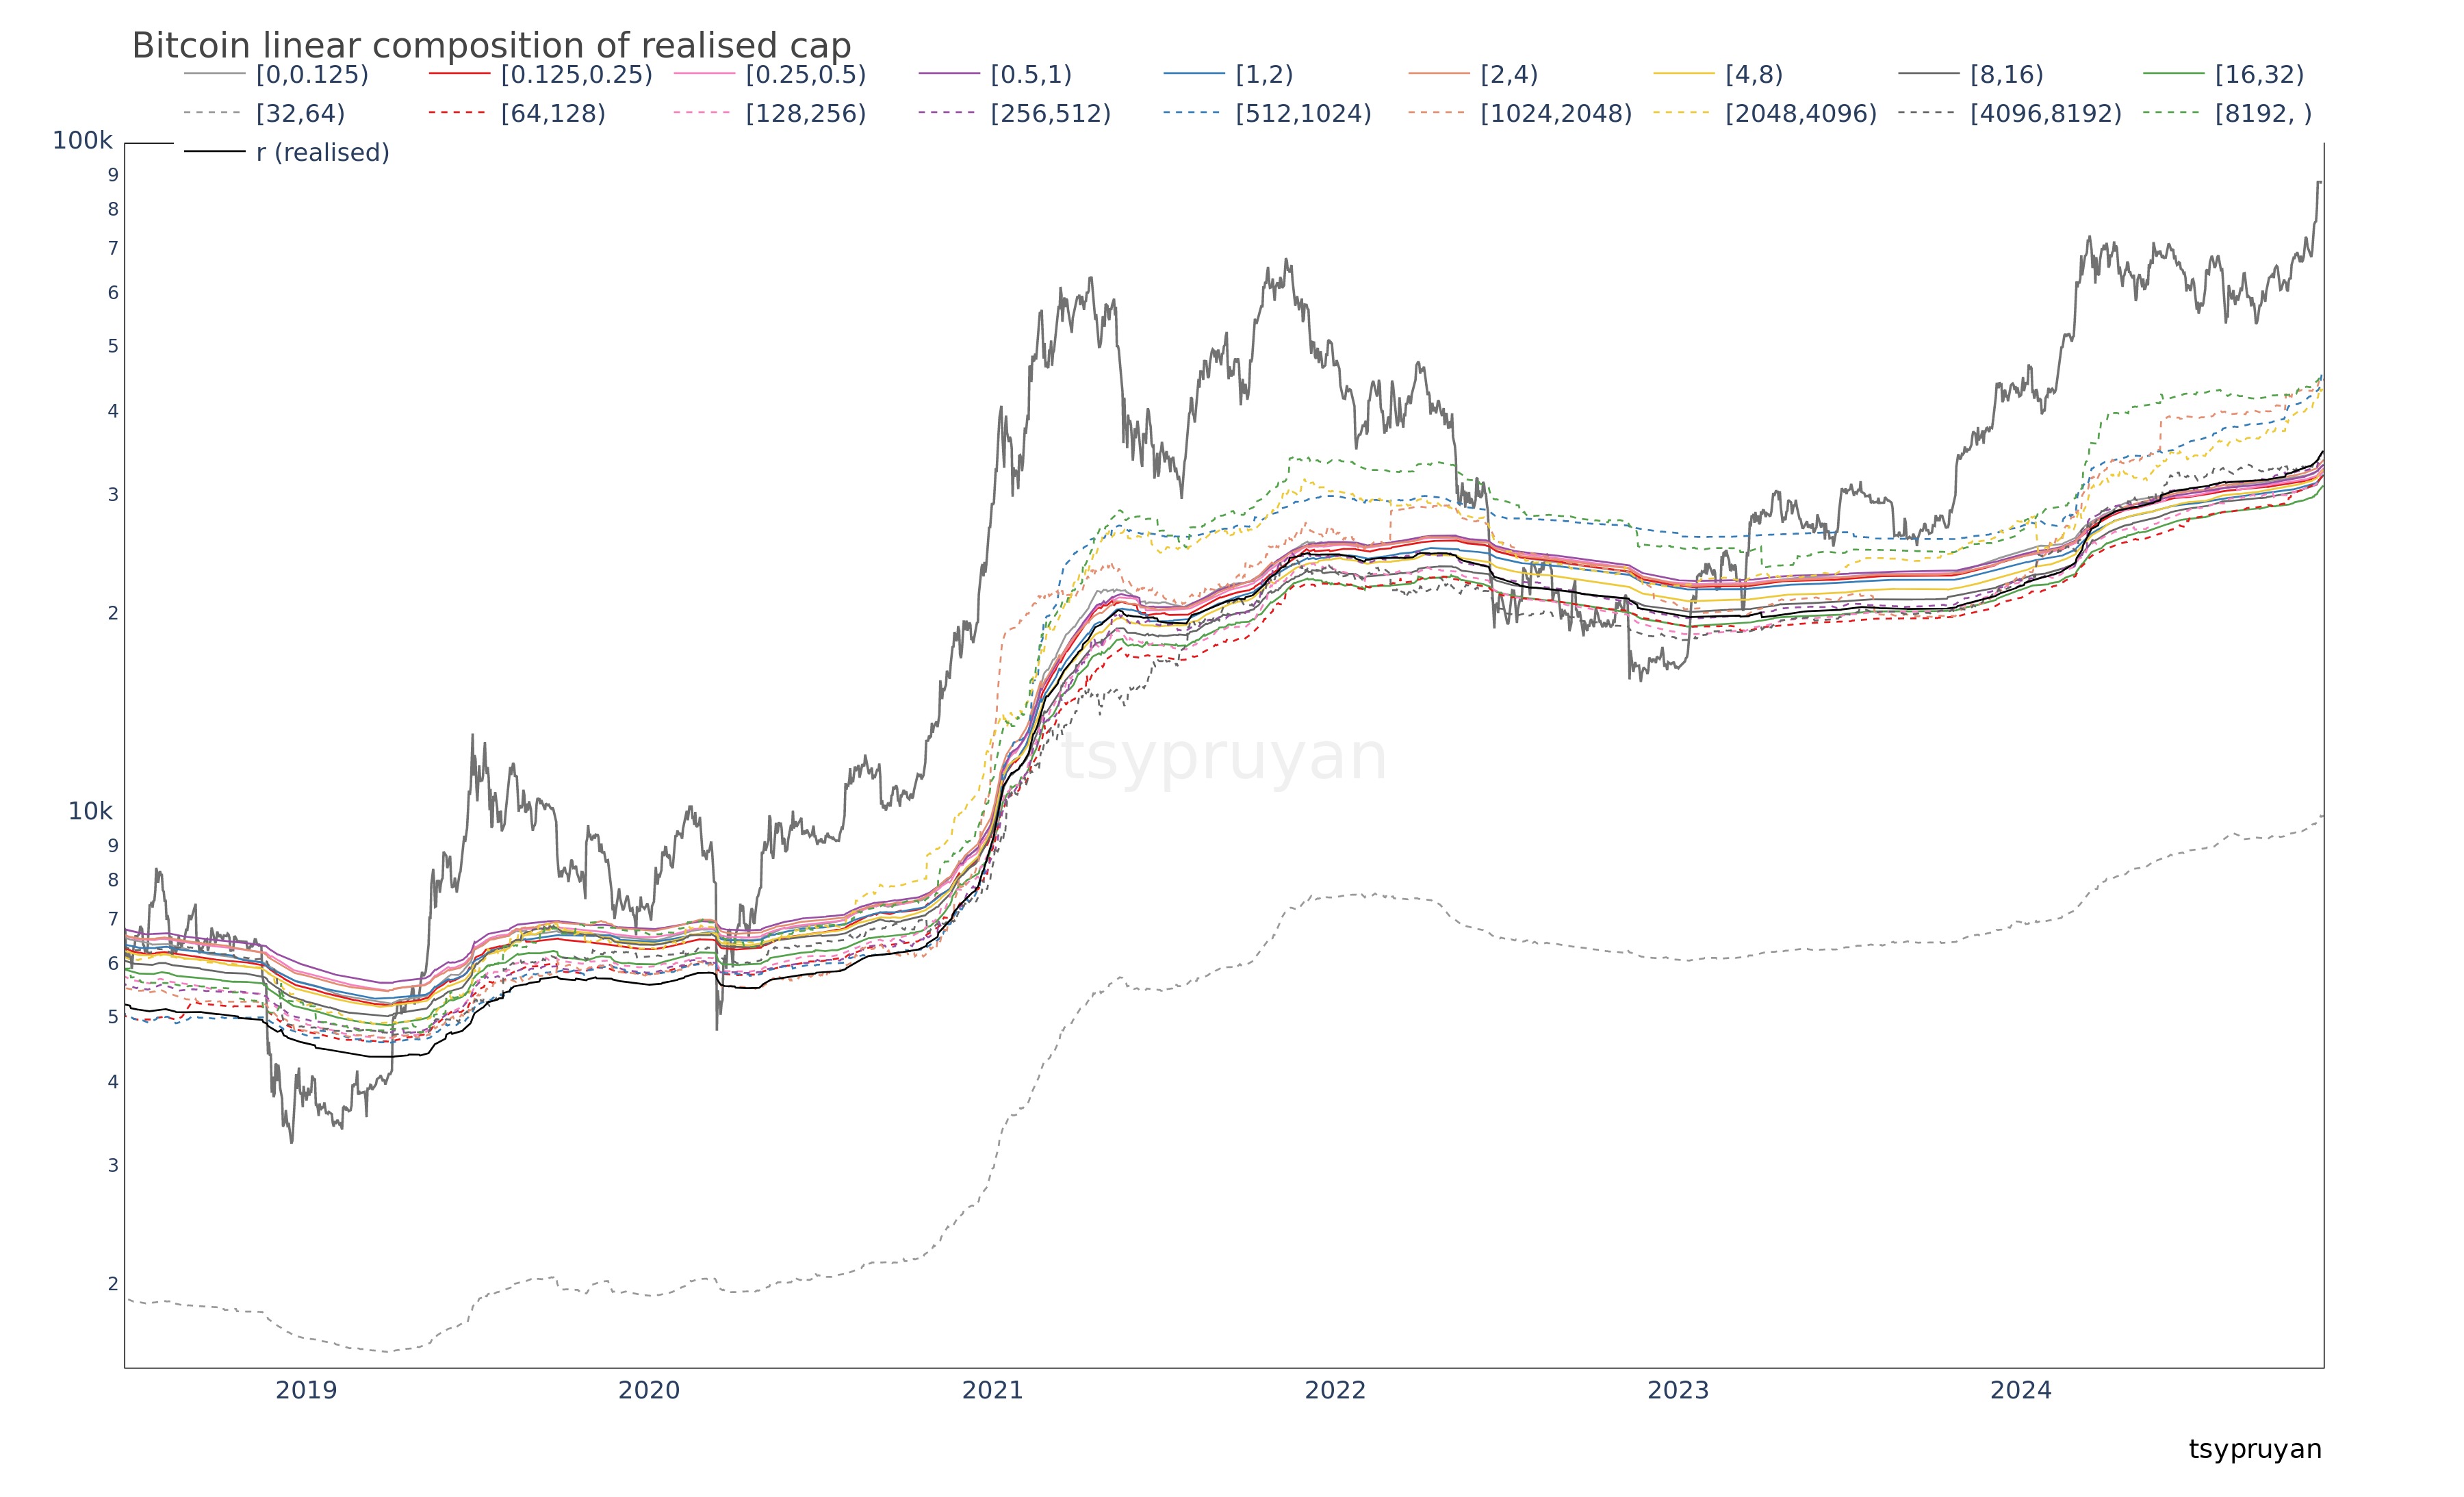 Bitcoin linear composition of realised cap
[0,0.125) [0.125,0.25) [0.25,0.5) [0.5,1) [1,2) [2,4) [4,8) [8,16) [16,32)
[32,64) [64,128) [128,256) [256,512) [512,1024) [1024,2048) [2048,4096) [4096,8192) [8192, )
r (realised)
100k
9
8
7
6
5
4
3
2
10k
9
8
7
6
5
4
3
2
tsypruyan
2019 2020 2021 2022 2023 2024
tsypruyan